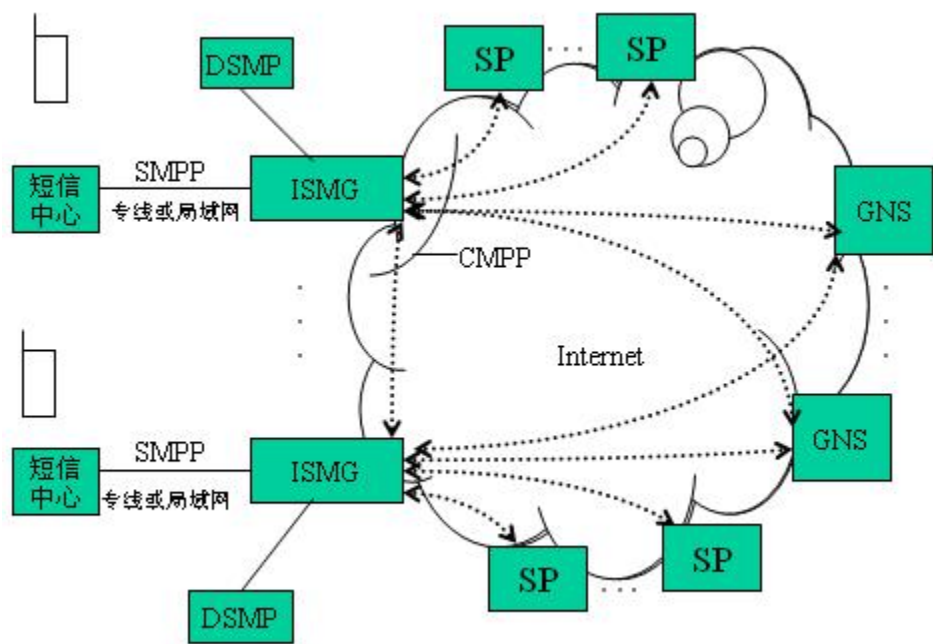 SP
SP
DSMP
短信
中心
SMPP
专线或局域网
ISMG
GNS
CMPP
Internet
GNS
短信
中心
SMPP
专线或局域网
ISMG
SP
SP
DSMP